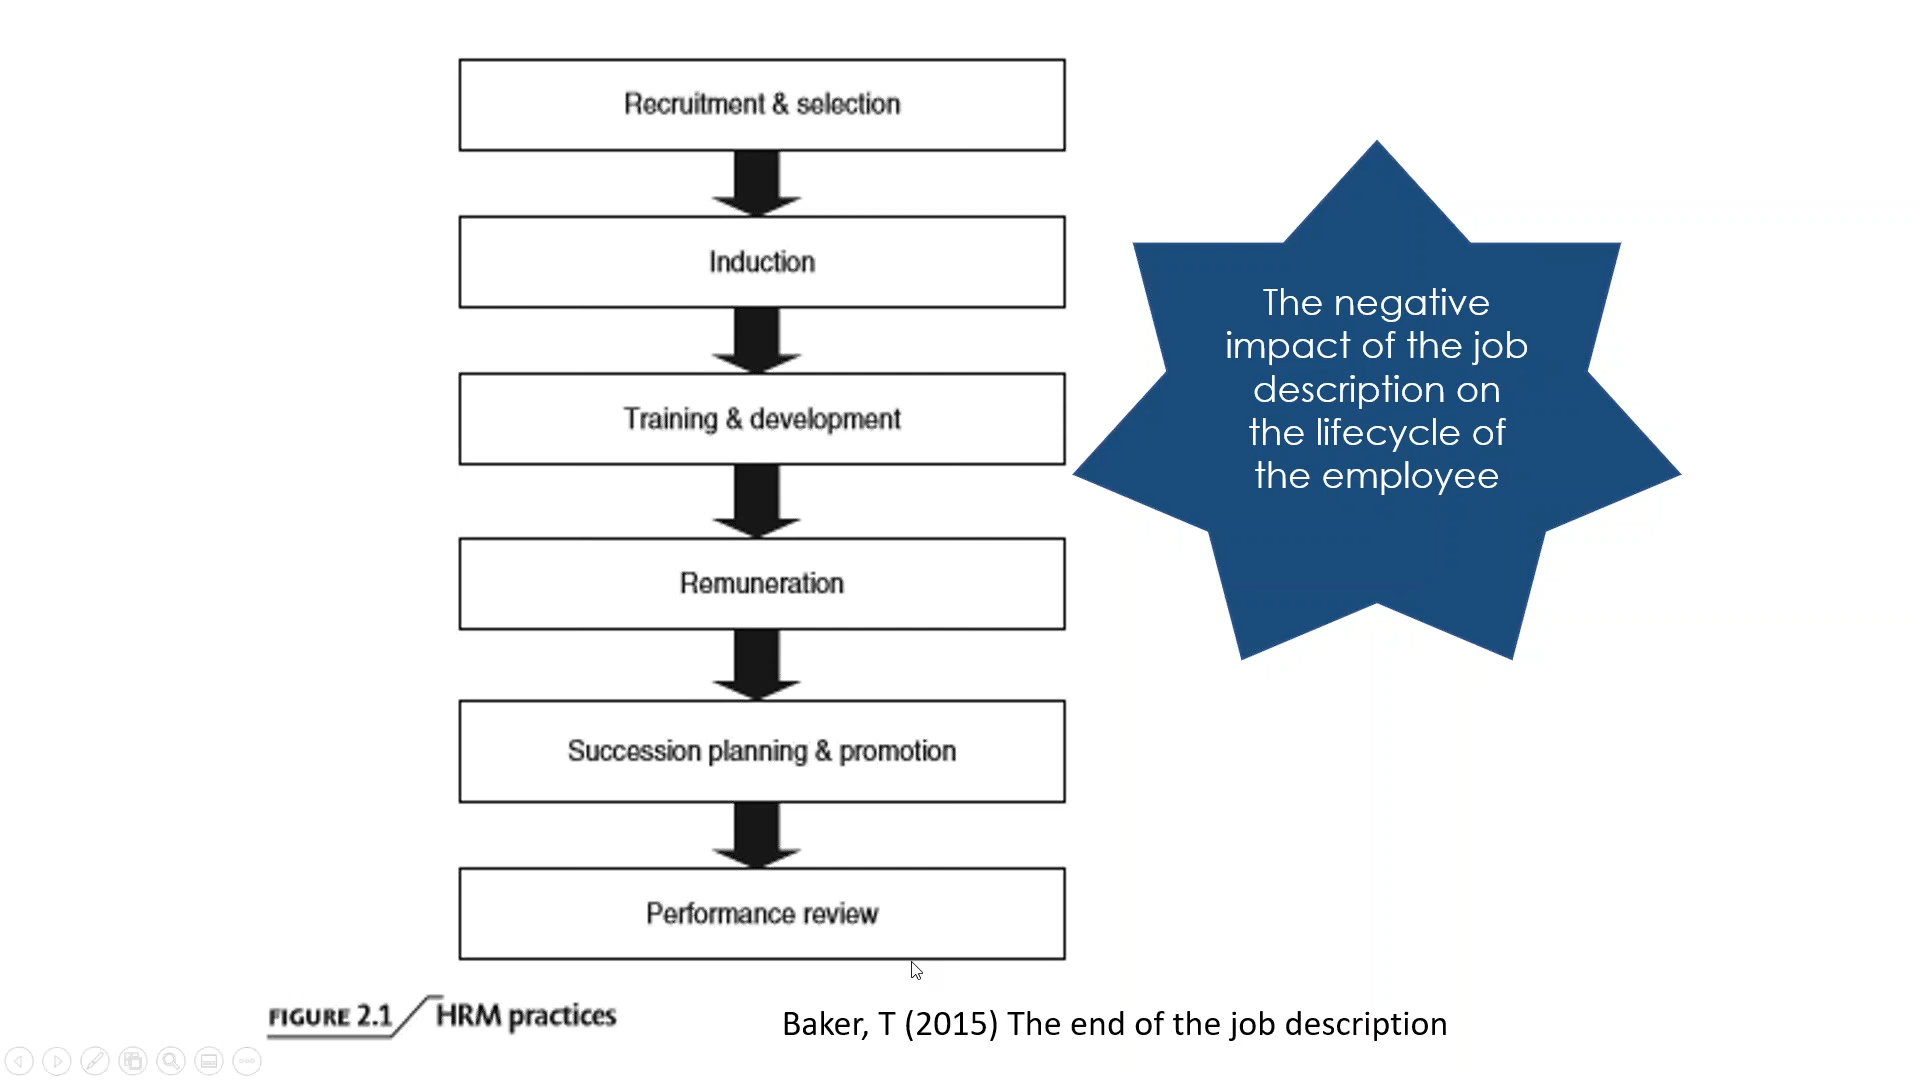 Recruitment & selection
Induction
Training & development
Remuneration
Succession planning & promotion
Performance review
The negative
impact of the job
description on
the lifecycle of
the employee
FIGURE 2.1 HRM practices
Baker, T (2015) The end of the job description